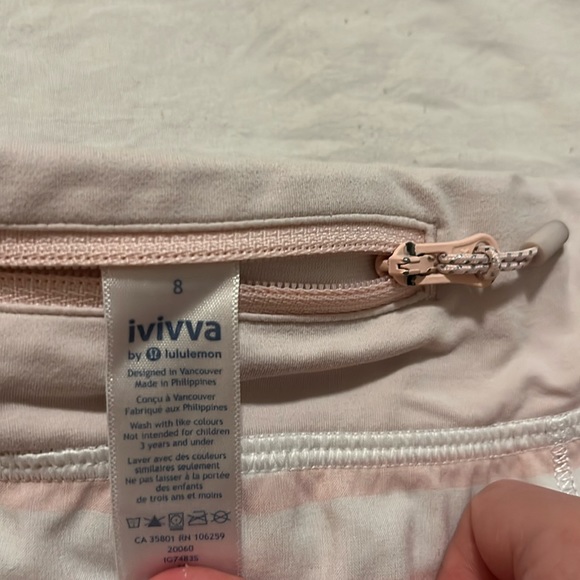 8
ivivva
by lululemon
Designed in Vancouver
Made in Philippines
Conçu à Vancouver
Fabriqué aux Philippines
Wash with like colours
Not intended for children
3 years and under
Laver avec des couleurs
similaires seulement
Ne pas laisser à la portée
des enfants
de trois ans et moins
CA 35801 RN 106259
20060